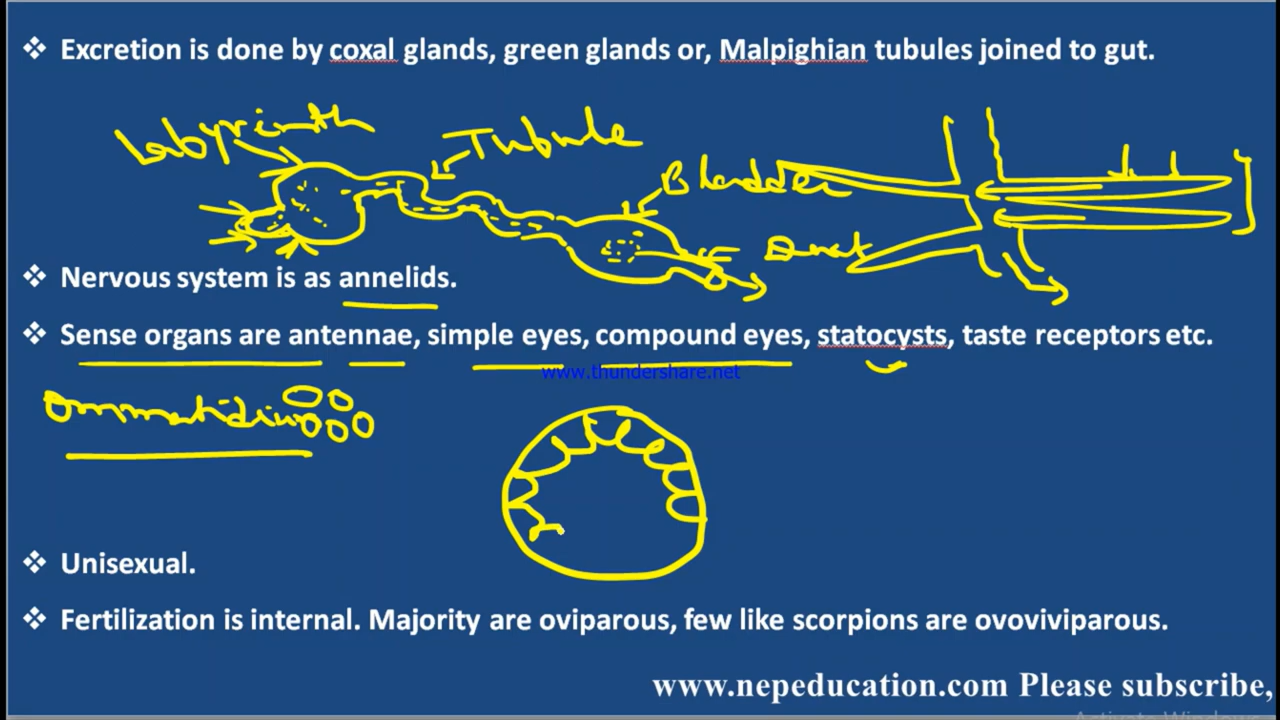 ❖ Excretion is done by coxal glands, green glands or, Malpighian tubules joined to gut.
Labyrinth
Tubule
Bladder
Duct
❖ Nervous system is as annelids.
❖ Sense organs are antennae, simple eyes, compound eyes, statocysts, taste receptors etc.
www.thundershare.net
❖ Unisexual.
❖ Fertilization is internal. Majority are oviparous, few like scorpions are ovoviviparous.
www.nepeducation.com Please subscribe,